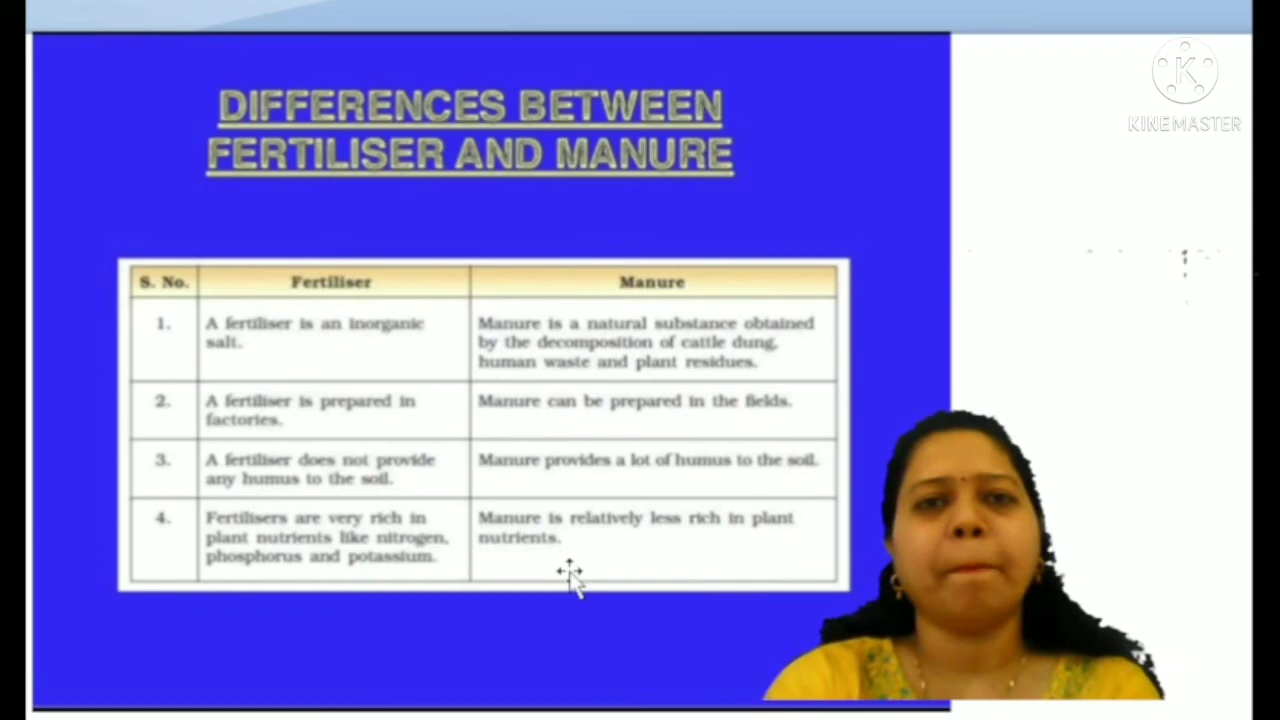 DIFFERENCES BETWEEN
FERTILISER AND MANURE
KINEMASTER
S. No. Fertiliser Manure
1. A fertiliser is an inorganic
salt.
Manure is a natural substance obtained
by the decomposition of cattle dung,
human waste and plant residues.
2. A fertiliser is prepared in
factories.
Manure can be prepared in the fields.
3. A fertiliser does not provide
any humus to the soil.
Manure provides a lot of humus to the soil.
4. Fertilisers are very rich in
plant nutrients like nitrogen,
phosphorus and potassium.
Manure is relatively less rich in plant
nutrients.